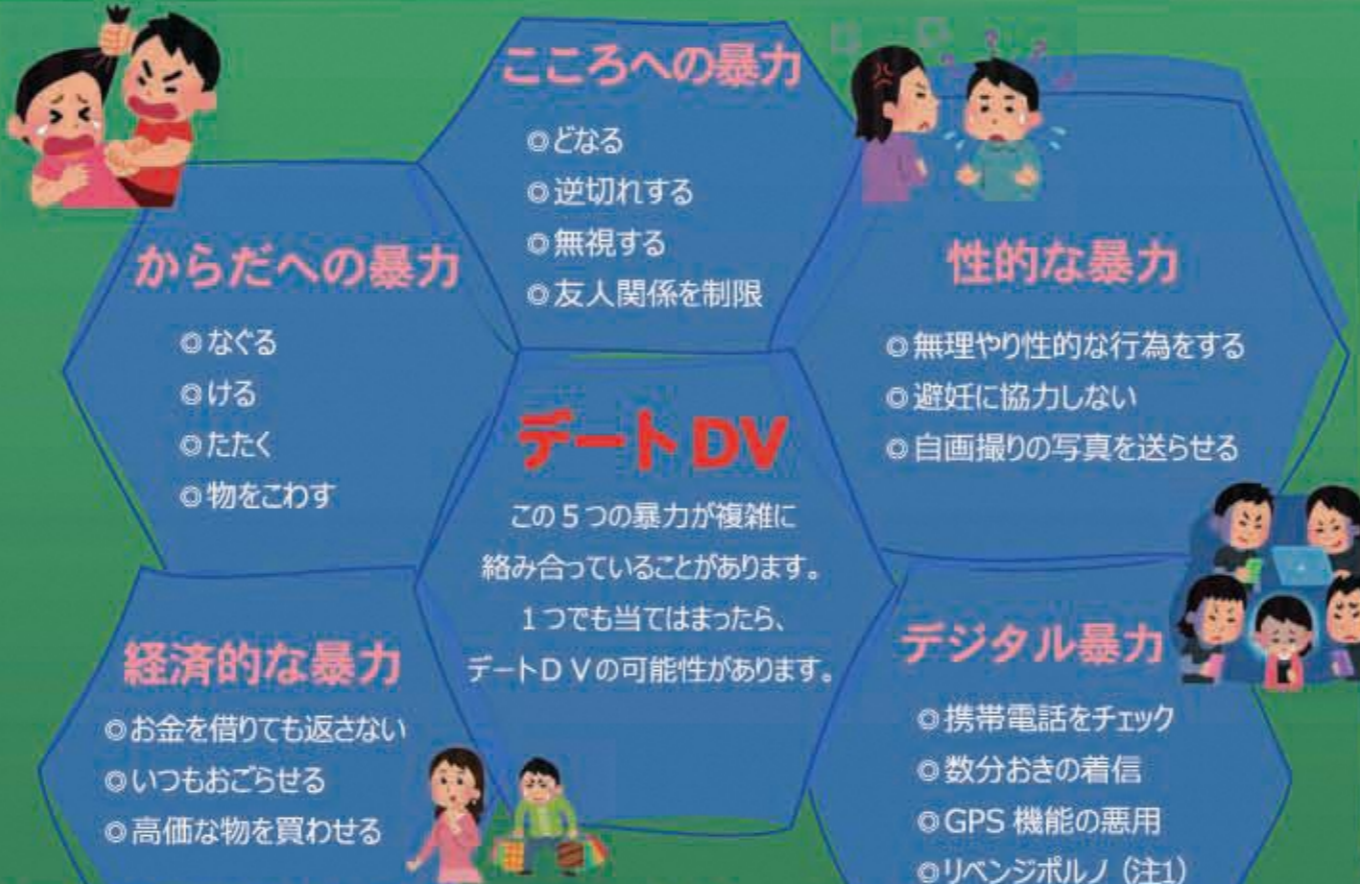 こころへの暴力
◎どなる
◎逆切れする
◎無視する
◎友人関係を制限
からだへの暴力
◎なぐる
◎ける
◎たたく
◎物をこわす
性的な暴力
◎無理やり性的な行為をする
◎避妊に協力しない
◎自画撮りの写真を送らせる
デートDV
この5つの暴力が複雑に
絡み合っていることがあります。
1つでも当てはまったら、
デートDVの可能性があります。
経済的な暴力
◎お金を借りても返さない
◎いつもおごらせる
◎高価な物を買わせる
デジタル暴力
◎携帯電話をチェック
◎数分おきの着信
◎GPS 機能の悪用
◎リベンジポルノ（注1）